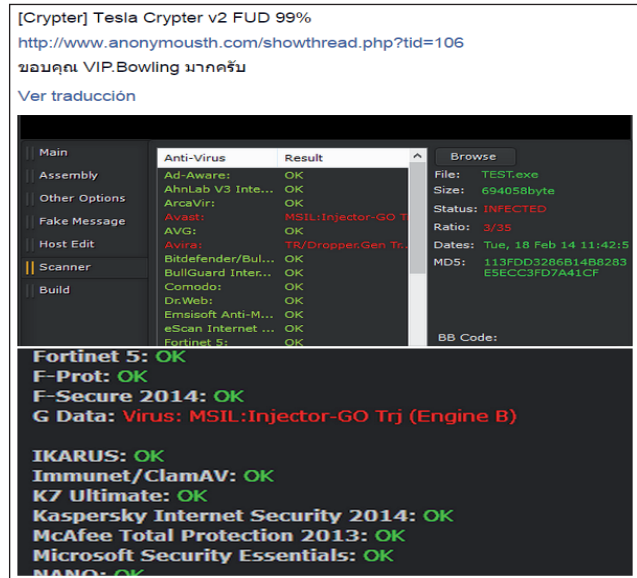 [Crypter] Tesla Crypter v2 FUD 99%
http://www.anonymousth.com/showthread.php?tid=106
ขอบคุณ VIP.Bowling มากครับ
Ver traducción
Main
Assembly
Other Options
Fake Message
Host Edit
Scanner
Build
Anti-Virus Result
Ad-Aware: OK
AhnLab V3 Inte... OK
ArcaVir: OK
Avast: MSIL:Injector-GO T
AVG: OK
Avira: TR/Dropper.Gen Tr..
Bitdefender/Bul... OK
BullGuard Inter... OK
Comodo: OK
Dr.Web: OK
Emsisoft Anti-M... OK
eScan Internet ... OK
Fortinet 5: OK
Browse
File: TEST.exe
Size: 694058byte
Status: INFECTED
Ratio: 3/35
Dates: Tue, 18 Feb 14 11:42:5
MD5: 113FDD3286B14B8283
E5ECC3FD7A41CF
BB Code:
Fortinet 5: OK
F-Prot: OK
F-Secure 2014: OK
G Data: Virus: MSIL:Injector-GO Trj (Engine B)
IKARUS: OK
Immunet/ClamAV: OK
K7 Ultimate: OK
Kaspersky Internet Security 2014: OK
McAfee Total Protection 2013: OK
Microsoft Security Essentials: OK
NANO: OK